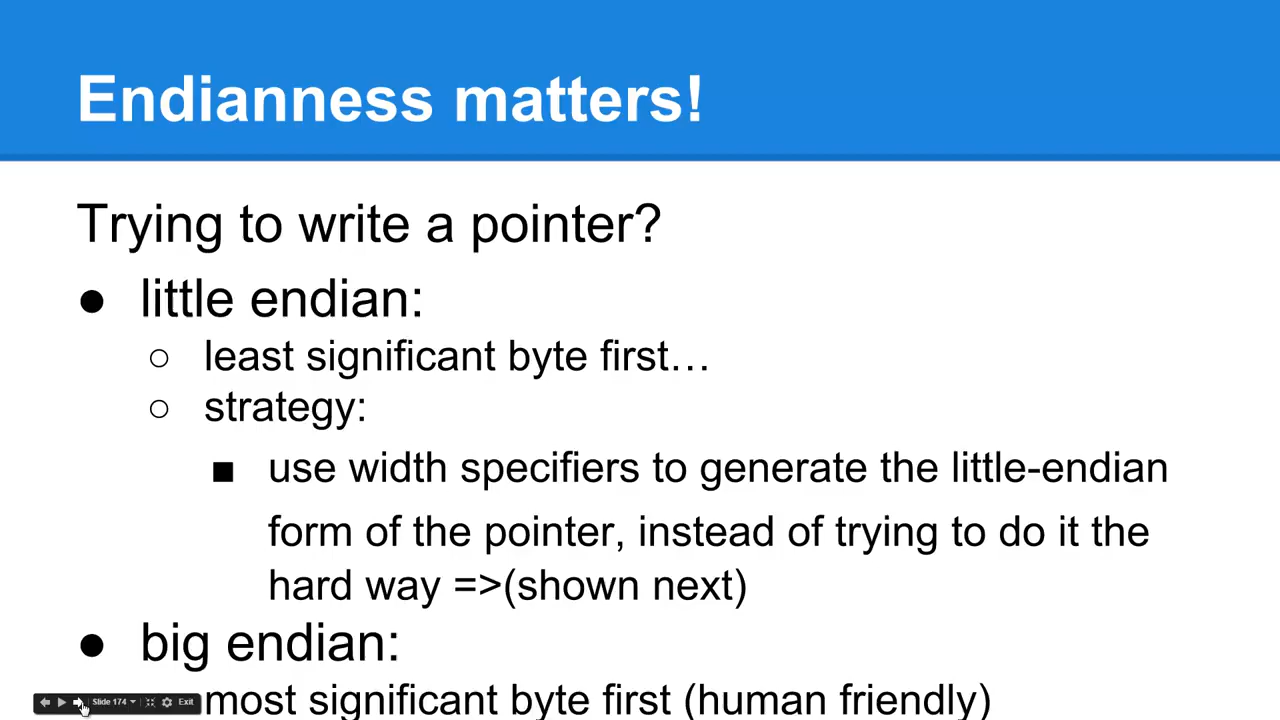 Endianness matters!
Trying to write a pointer?
● little endian:
○ least significant byte first…
○ strategy:
■ use width specifiers to generate the little-endian
form of the pointer, instead of trying to do it the
hard way =>(shown next)
● big endian:
most significant byte first (human friendly)
Slide 174 Exit